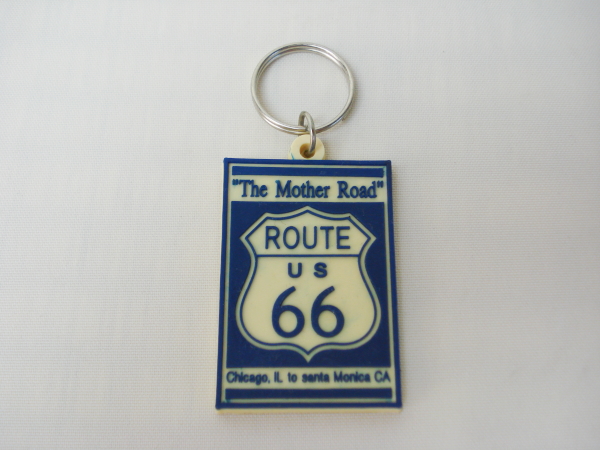 "The Mother Road"
ROUTE
US
66
Chicago, IL to santa Monica CA